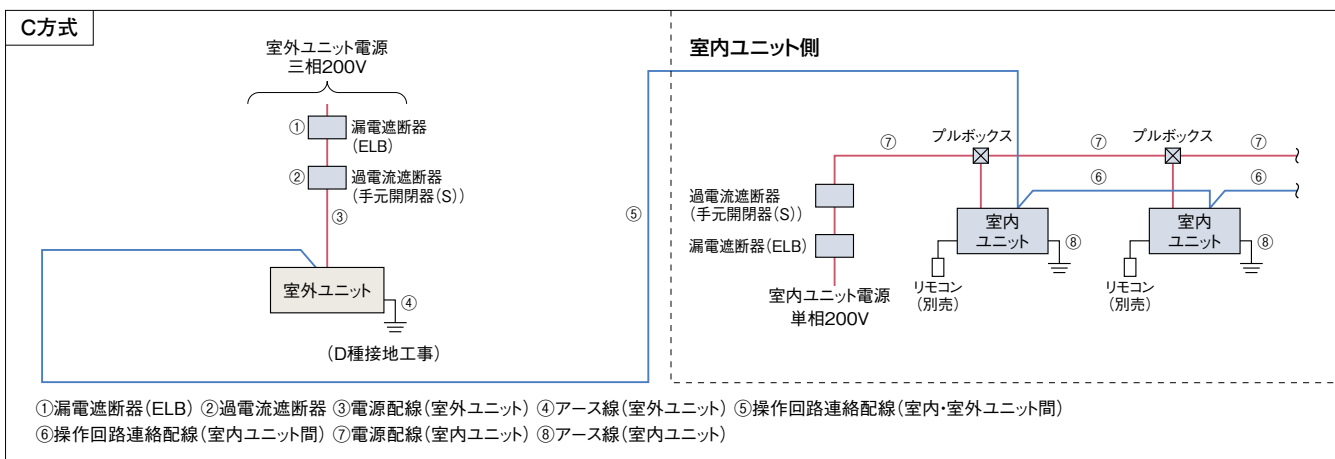 C方式
室外ユニット電源
三相200V
① 漏電遮断器
(ELB)
② 過電流遮断器
(手元開閉器(S))
③
室外ユニット
④
(D種接地工事)
⑤
室内ユニット側
プルボックス
プルボックス
⑦
⑦
⑦
過電流遮断器
(手元開閉器(S))
⑥
⑥
漏電遮断器(ELB)
室内
ユニット
⑧
室内
ユニット
⑧
室内ユニット電源
単相200V
リモコン
(別売)
リモコン
(別売)
①漏電遮断器(ELB) ②過電流遮断器 ③電源配線(室外ユニット) ④アース線(室外ユニット) ⑤操作回路連絡配線(室内・室外ユニット間)
⑥操作回路連絡配線(室内ユニット間) ⑦電源配線(室内ユニット) ⑧アース線(室内ユニット)